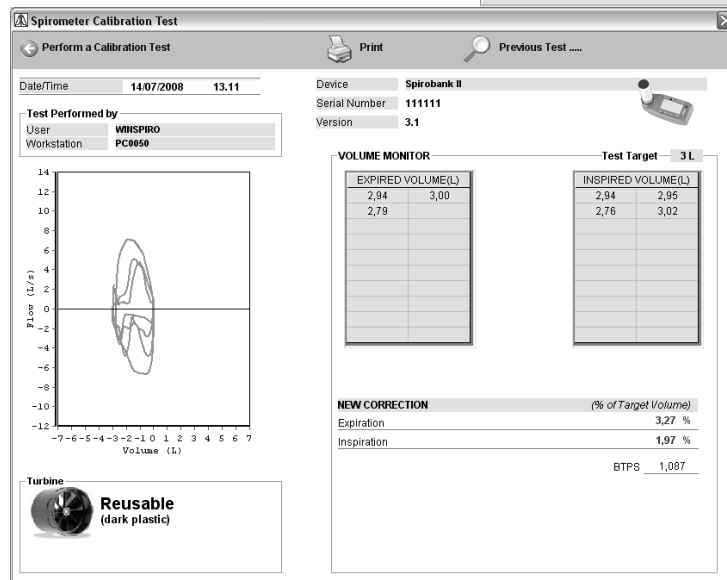 Spirometer Calibration Test
Perform a Calibration Test
Print
Previous Test .....
Date/Time 14/07/2008 13.11
Test Performed by
User WINSPIRO
Workstation PC0050
Device Spirobank II
Serial Number 111111
Version 3.1
VOLUME MONITOR Test Target 3 L
EXPIRED VOLUME(L) INSPIRED VOLUME(L)
2,94 3,00 2,94 2,95
2,79 2,76 3,02
14
12
10
8
6
4
2
0
-2
-4
-6
-8
-10
-12
Flow (L/s)
-7 -6 -5 -4 -3 -2 -1 0 1 2 3 4 5 6 7
Volume (L)
NEW CORRECTION (% of Target Volume)
Expiration 3,27 %
Inspiration 1,97 %
BTPS 1,087
Turbine
Reusable
(dark plastic)